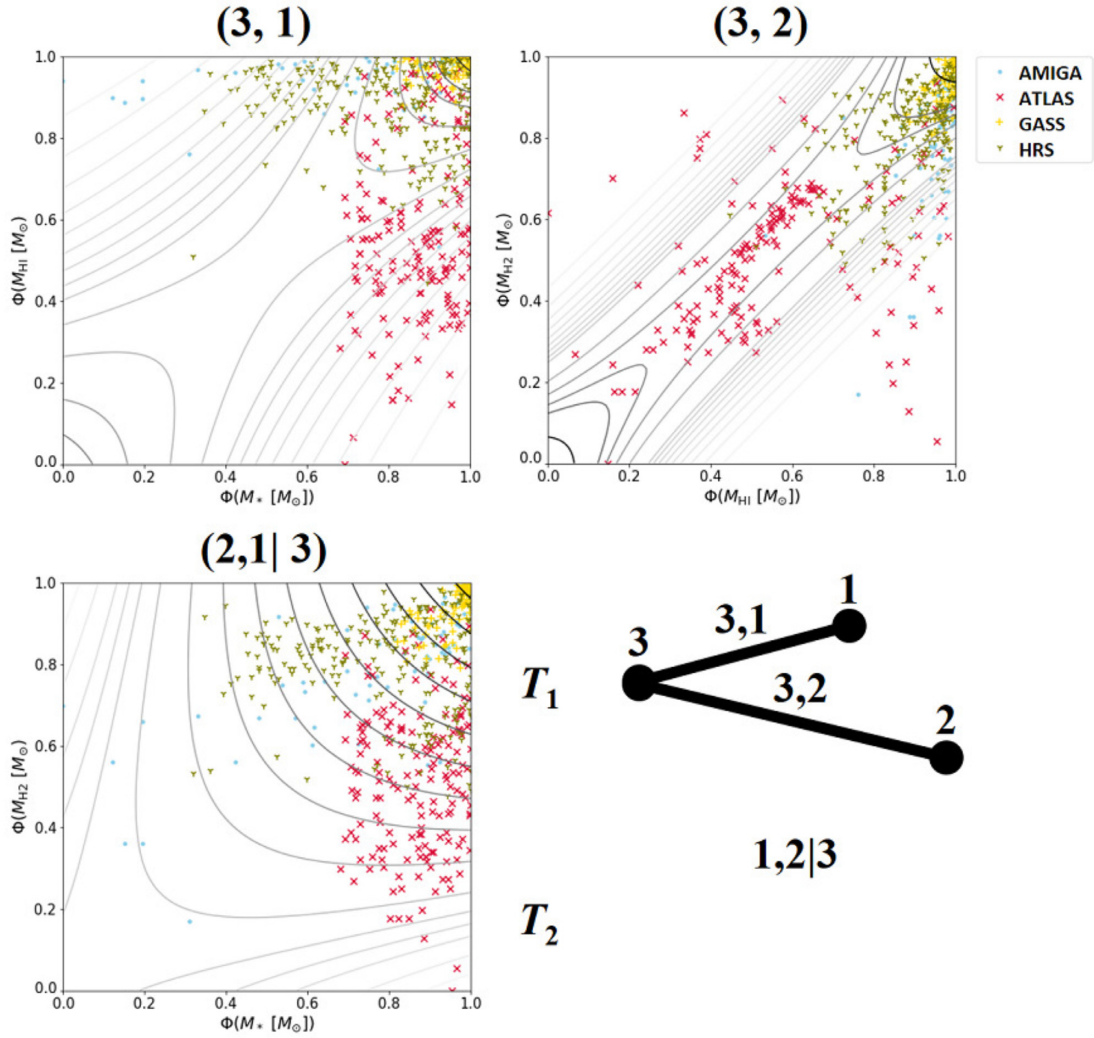 (3, 1)
(3, 2)
AMIGA
ATLAS
GASS
HRS
1.0
0.8
0.6
0.4
0.2
0.0
Φ(M_HI [M_⊙])
0.0 0.2 0.4 0.6 0.8 1.0
Φ(M_* [M_⊙])
1.0
0.8
0.6
0.4
0.2
0.0
Φ(M_H2 [M_⊙])
0.0 0.2 0.4 0.6 0.8 1.0
Φ(M_HI [M_⊙])
(2,1| 3)
1.0
0.8
0.6
0.4
0.2
0.0
Φ(M_H2 [M_⊙])
0.0 0.2 0.4 0.6 0.8 1.0
Φ(M_* [M_⊙])
1
3,1
3
T₁
3,2
2
1,2|3
T₂